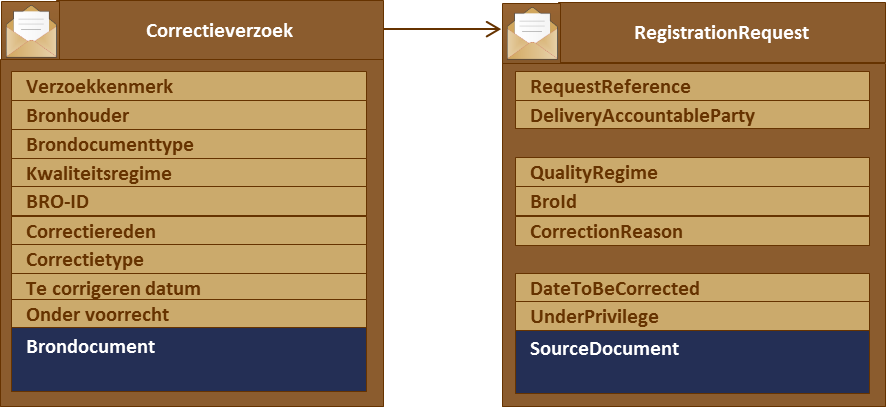 Correctieverzoek
Verzoekkenmerk
Bronhouder
Brondocumenttype
Kwaliteitsregime
BRO-ID
Correctiereden
Correctietype
Te corrigeren datum
Onder voorrecht
Brondocument
RegistrationRequest
RequestReference
DeliveryAccountableParty
QualityRegime
BroId
CorrectionReason
DateToBeCorrected
UnderPrivilege
SourceDocument